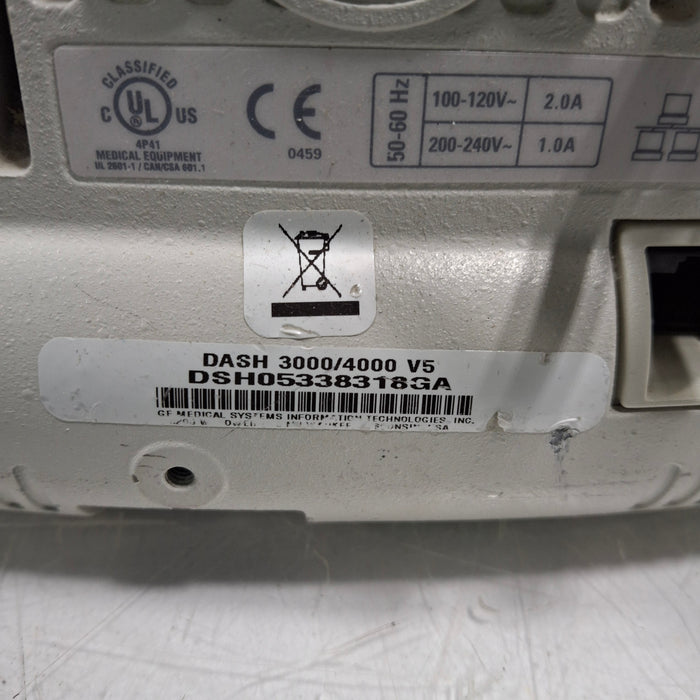 CLASSIFIED
C UL US
4P41
MEDICAL EQUIPMENT
UL 2601-1 / CAN/CSA 601.1
CE
0459
50-60 Hz
100-120V~ 2.0A
200-240V~ 1.0A
DASH 3000/4000 V5
DSH05338318GA
GE MEDICAL SYSTEMS INFORMATION TECHNOLOGIES, INC.